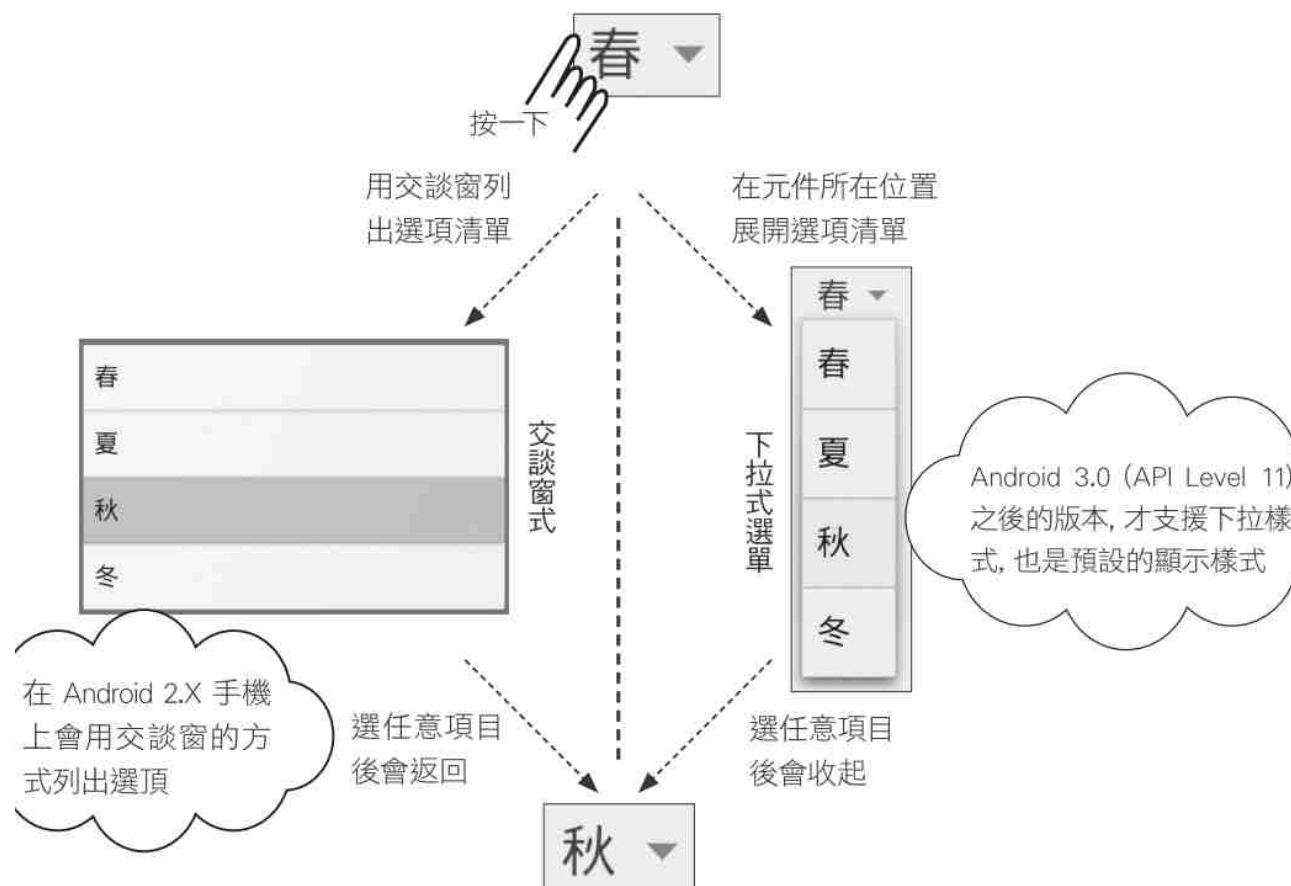 春
按一下
用交談窗列
出選項清單
在元件所在位置
展開選項清單
春
夏
秋
冬
交談窗式
下拉式選單
春
春
夏
秋
冬
Android 3.0 (API Level 11)
之後的版本, 才支援下拉樣
式, 也是預設的顯示樣式
在 Android 2.X 手機
上會用交談窗的方
式列出選頂
選任意項目
後會返回
選任意項目
後會收起
秋